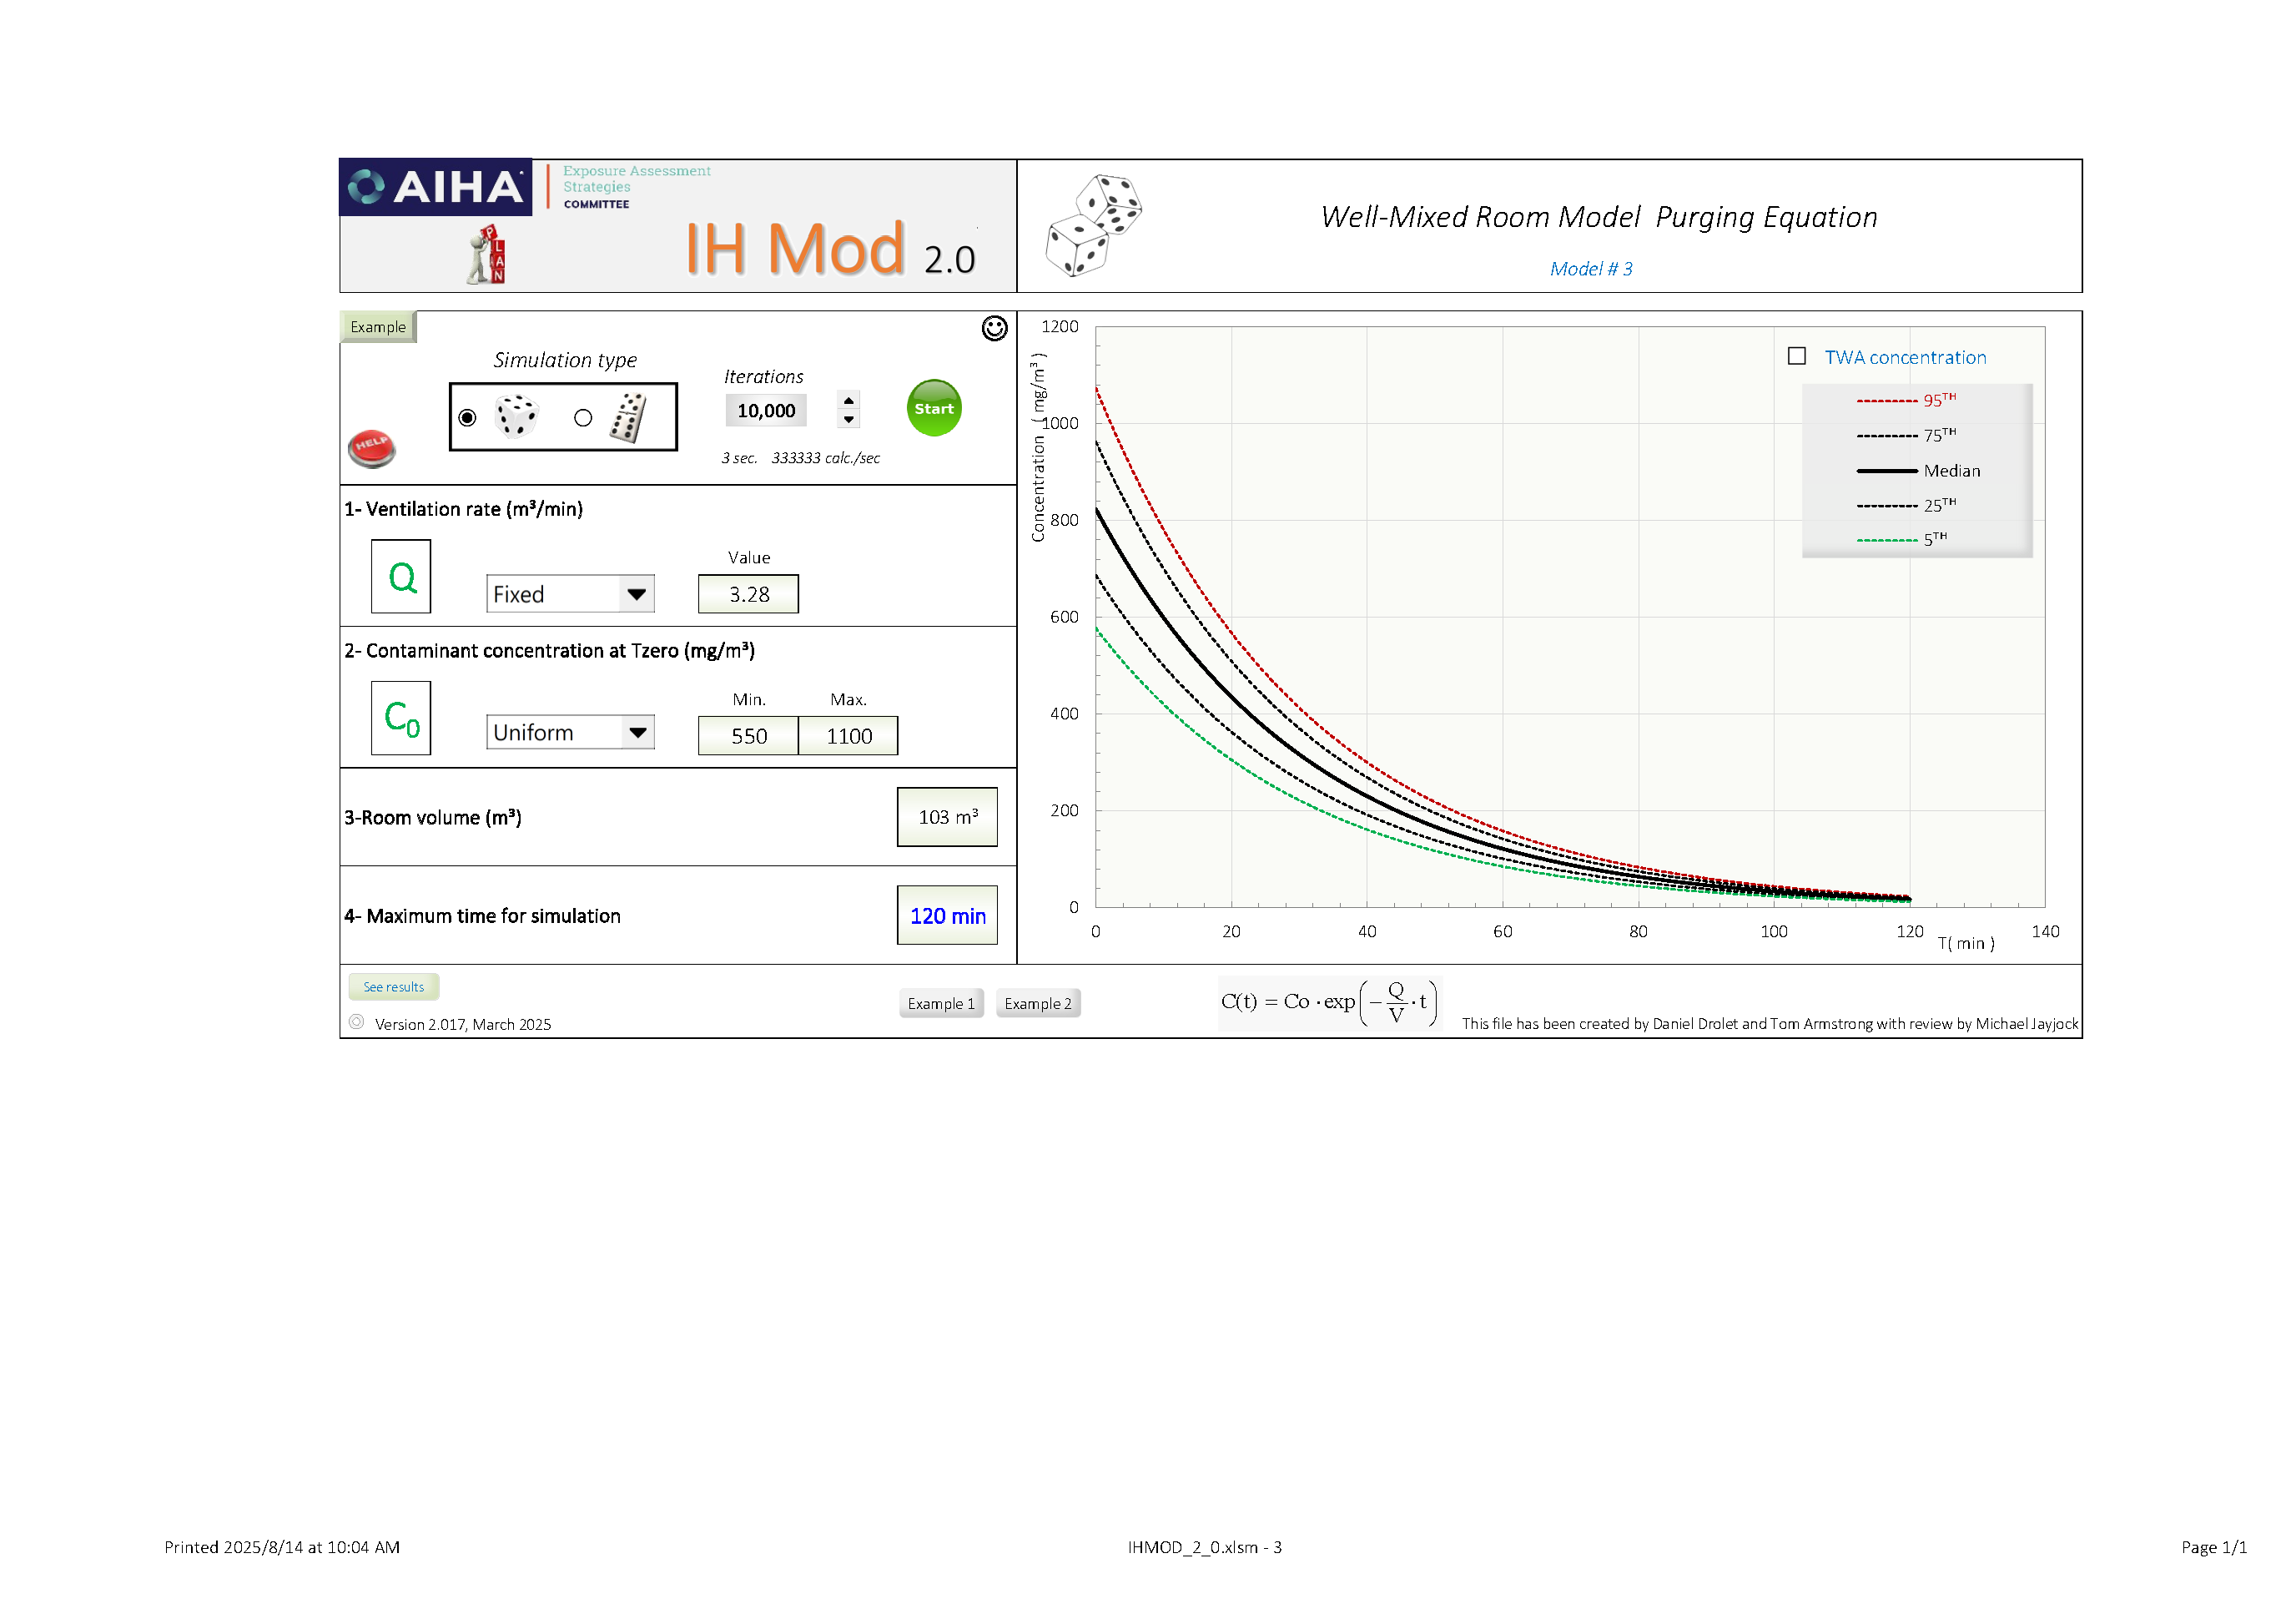 AIHA
Exposure Assessment
Strategies
COMMITTEE
PLAN
IH Mod 2.0
Well-Mixed Room Model Purging Equation
Model # 3
Example
Simulation type
Iterations
10,000
Start
HELP
3 sec. 333333 calc./sec
1- Ventilation rate (m³/min)
Q
Fixed
Value
3.28
2- Contaminant concentration at Tzero (mg/m³)
C₀
Uniform
Min. Max.
550 1100
3-Room volume (m³)
103 m³
4- Maximum time for simulation
120 min
Concentration ( mg/m³ )
1200
1000
800
600
400
200
0
0 20 40 60 80 100 120 140
T( min )
TWA concentration
95ᵀᴴ
75ᵀᴴ
Median
25ᵀᴴ
5ᵀᴴ
See results
Version 2.017, March 2025
Example 1 Example 2
C(t) = Co · exp(−Q/V · t)
This file has been created by Daniel Drolet and Tom Armstrong with review by Michael Jayjock
Printed 2025/8/14 at 10:04 AM
IHMOD_2_0.xlsm - 3
Page 1/1